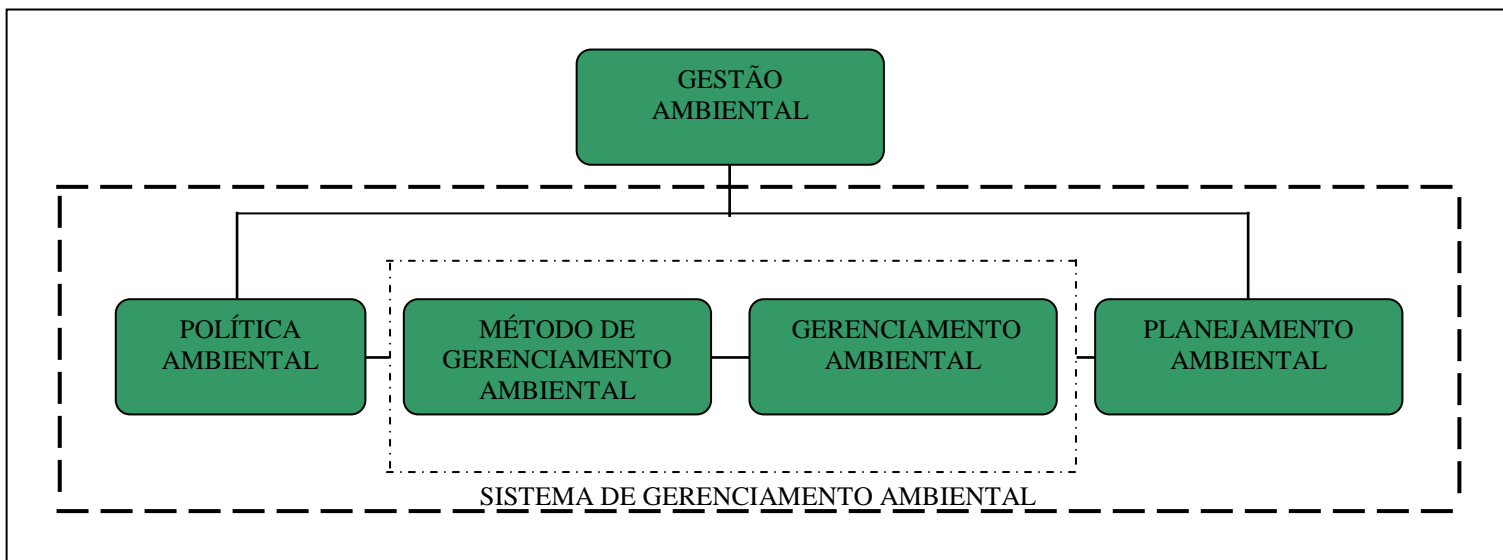 GESTÃO
AMBIENTAL
POLÍTICA
AMBIENTAL
MÉTODO DE
GERENCIAMENTO
AMBIENTAL
GERENCIAMENTO
AMBIENTAL
PLANEJAMENTO
AMBIENTAL
SISTEMA DE GERENCIAMENTO AMBIENTAL